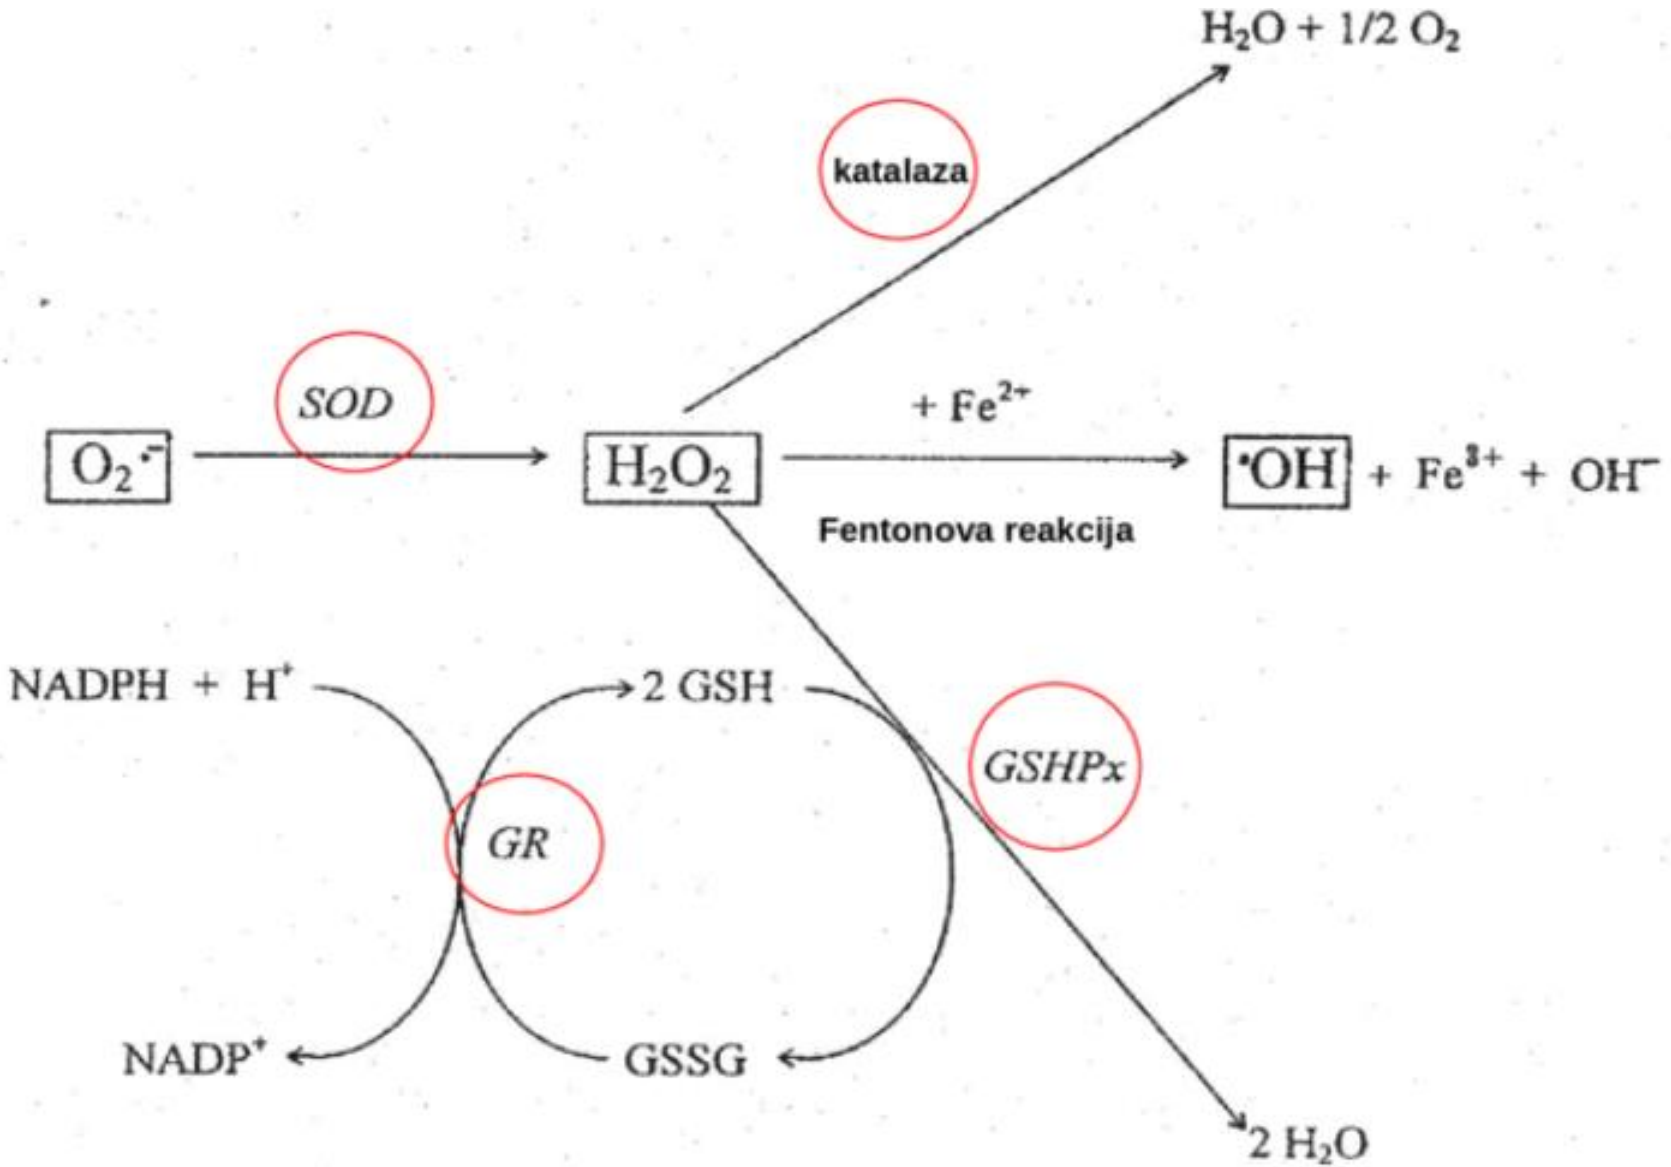 H₂O + 1/2 O₂
katalaza
SOD
+ Fe²⁺
O₂·⁻
H₂O₂
·OH + Fe³⁺ + OH⁻
Fentonova reakcija
NADPH + H⁺
2 GSH
GSHPx
GR
NADP⁺
GSSG
2 H₂O